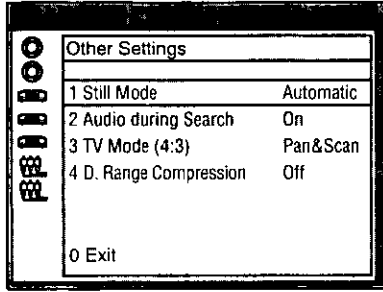 Other Settings
1 Still Mode Automatic
2 Audio during Search On
3 TV Mode (4:3) Pan&Scan
4 D. Range Compression Off
0 Exit